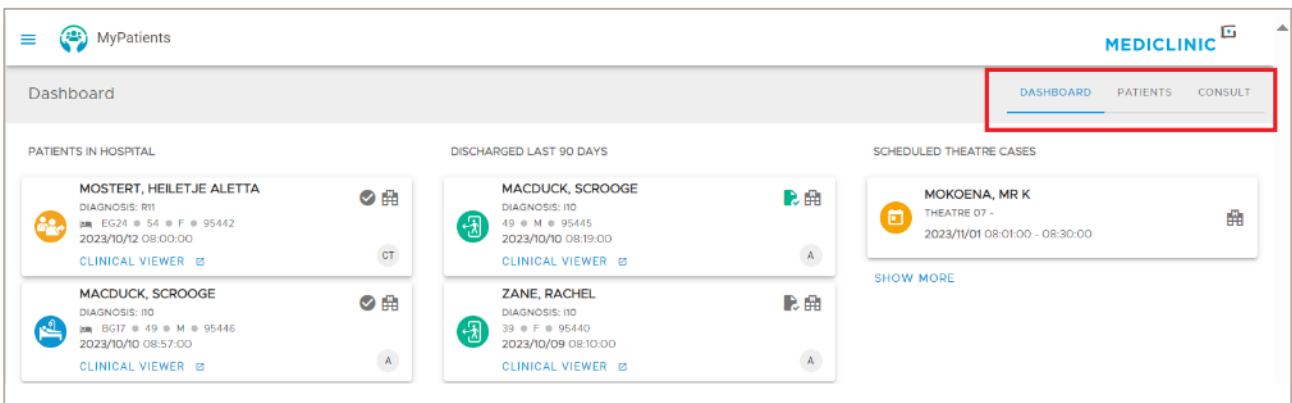 MyPatients
MEDICLINIC
Dashboard
DASHBOARD PATIENTS CONSULT
PATIENTS IN HOSPITAL
MOSTERT, HEILETJE ALETTA
DIAGNOSIS: R11
EG24 54 F 95442
2023/10/12 08:00:00
CT
CLINICAL VIEWER
MACDUCK, SCROOGE
DIAGNOSIS: I10
BG17 49 M 95446
2023/10/10 08:57:00
A
CLINICAL VIEWER
DISCHARGED LAST 90 DAYS
MACDUCK, SCROOGE
DIAGNOSIS: I10
49 M 95445
2023/10/10 08:19:00
CLINICAL VIEWER
A
ZANE, RACHEL
DIAGNOSIS: I10
39 F 95440
2023/10/09 08:10:00
CLINICAL VIEWER
A
SCHEDULED THEATRE CASES
MOKOENA, MR K
THEATRE 07 -
2023/11/01 08:01:00 - 08:30:00
SHOW MORE